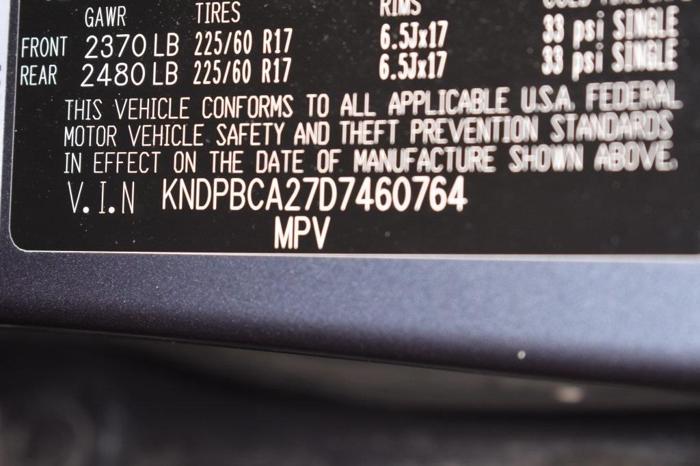 GAWR TIRES RIMS
FRONT 2370 LB 225/60 R17 6.5Jx17 33 psi SINGLE
REAR 2480 LB 225/60 R17 6.5Jx17 33 psi SINGLE
THIS VEHICLE CONFORMS TO ALL APPLICABLE U.S.A. FEDERAL
MOTOR VEHICLE SAFETY AND THEFT PREVENTION STANDARDS
IN EFFECT ON THE DATE OF MANUFACTURE SHOWN ABOVE.
V.I.N KNDPBCA27D7460764
MPV